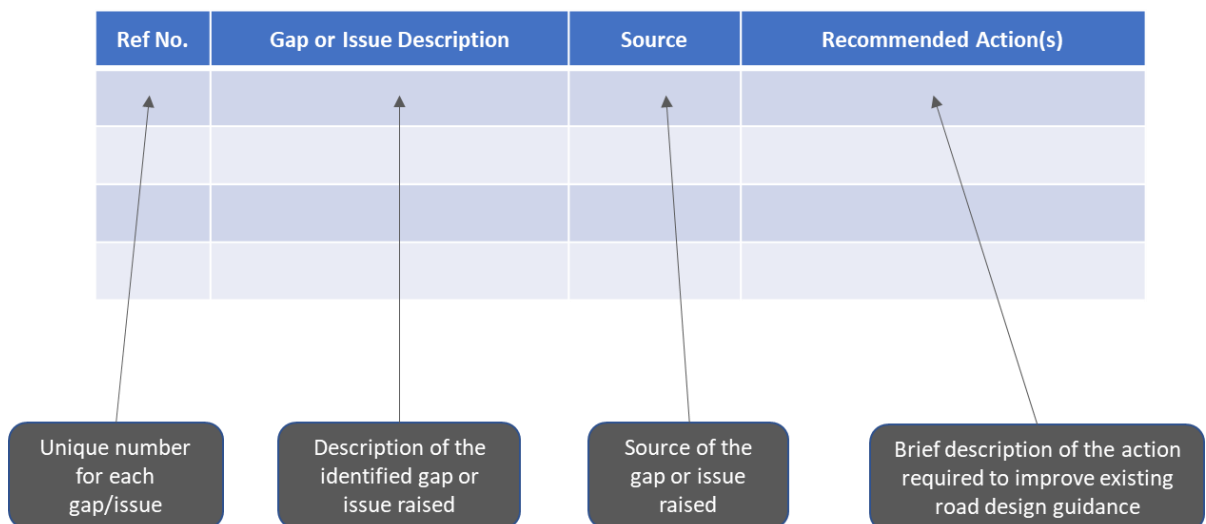 Ref No.
Gap or Issue Description
Source
Recommended Action(s)
Unique number
for each
gap/issue
Description of the
identified gap or
issue raised
Source of the
gap or issue
raised
Brief description of the action
required to improve existing
road design guidance